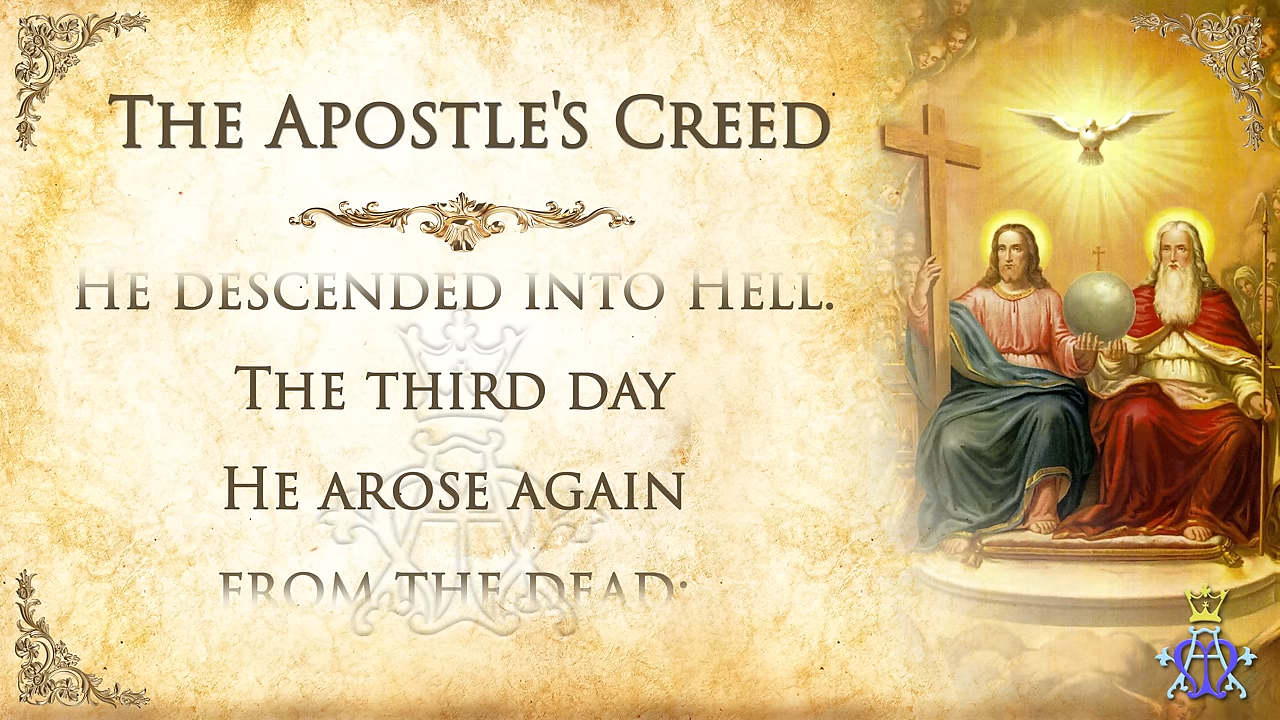 The Apostle's Creed
He descended into Hell.
The third day
He arose again
from the dead;